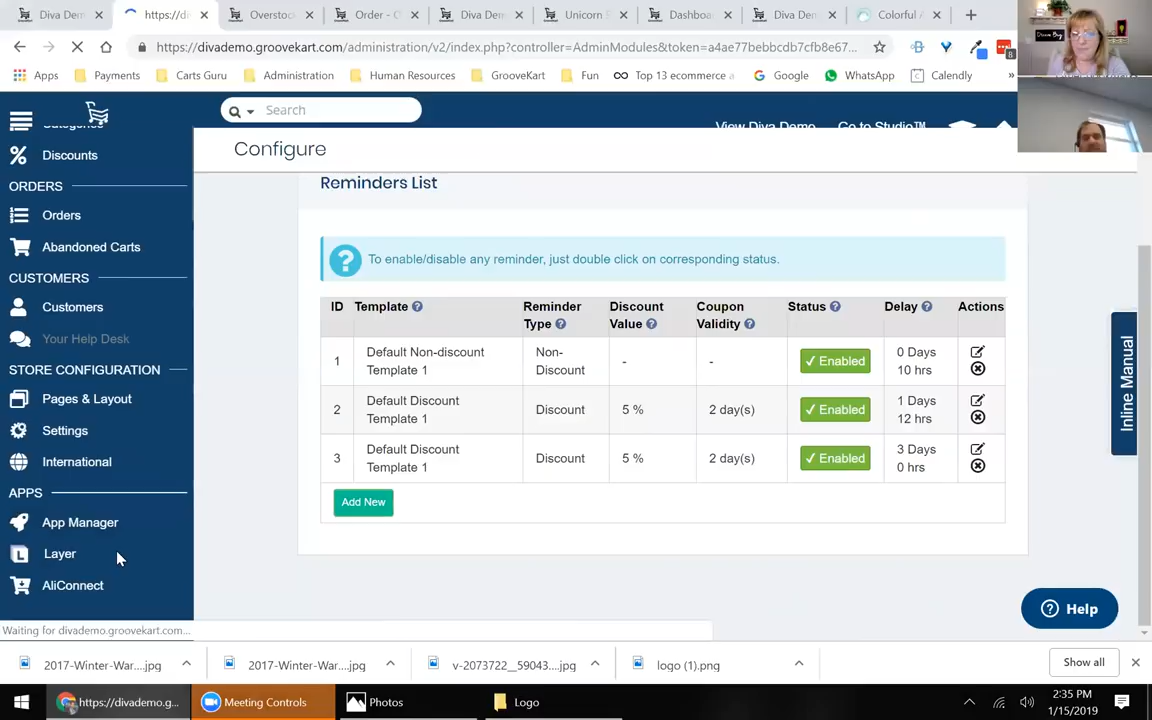 Diva Dem
https://div
Overstock
Order - C
Diva Dem
Unicorn S
Dashboa
Diva Dem
Colorful A
https://divademo.groovekart.com/administration/v2/index.php?controller=AdminModules&token=a4ae77bebbcdb7cfb8e67...
8
Apps
Payments
Carts Guru
Administration
Human Resources
GrooveKart
Fun
Top 13 ecommerce
Google
WhatsApp
Calendly
»
Search
View Diva Demo
Go to Studio™
Categories
Configure
Discounts
ORDERS
Orders
Abandoned Carts
CUSTOMERS
Customers
Your Help Desk
STORE CONFIGURATION
Pages & Layout
Settings
International
APPS
App Manager
Layer
AliConnect
Reminders List
To enable/disable any reminder, just double click on corresponding status.
ID Template Reminder Type Discount Value Coupon Validity Status Delay Actions
1 Default Non-discount Template 1 Non-Discount - - ✓ Enabled 0 Days 10 hrs
2 Default Discount Template 1 Discount 5 % 2 day(s) ✓ Enabled 1 Days 12 hrs
3 Default Discount Template 1 Discount 5 % 2 day(s) ✓ Enabled 3 Days 0 hrs
Add New
Inline Manual
Help
Waiting for divademo.groovekart.com...
2017-Winter-War....jpg
2017-Winter-War....jpg
v-2073722__59043....jpg
logo (1).png
Show all
https://divademo.g...
Meeting Controls
Photos
Logo
2:35 PM
1/15/2019